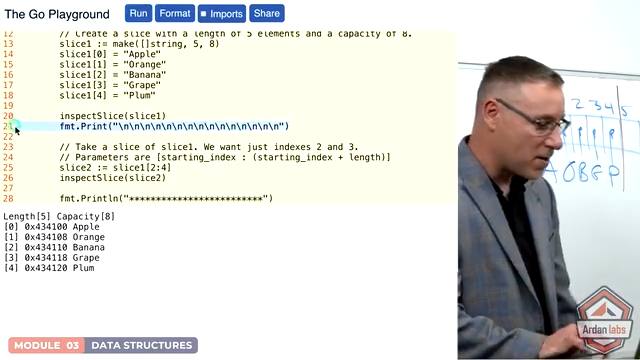 The Go Playground Run Format Imports Share
12 // Create a slice with a length of 5 elements and a capacity of 8.
13 slice1 := make([]string, 5, 8)
14 slice1[0] = "Apple"
15 slice1[1] = "Orange"
16 slice1[2] = "Banana"
17 slice1[3] = "Grape"
18 slice1[4] = "Plum"
19
20 inspectSlice(slice1)
21 fmt.Print("\n\n\n\n\n\n\n\n\n\n\n\n\n\n\n\n\n")
22
23 // Take a slice of slice1. We want just indexes 2 and 3.
24 // Parameters are [starting_index : (starting_index + length)]
25 slice2 := slice1[2:4]
26 inspectSlice(slice2)
27
28 fmt.Println("*************************")
Length[5] Capacity[8]
[0] 0x434100 Apple
[1] 0x434108 Orange
[2] 0x434110 Banana
[3] 0x434118 Grape
[4] 0x434120 Plum
2 3 4 5
A O B G P
MODULE 03 DATA STRUCTURES
Ardan labs